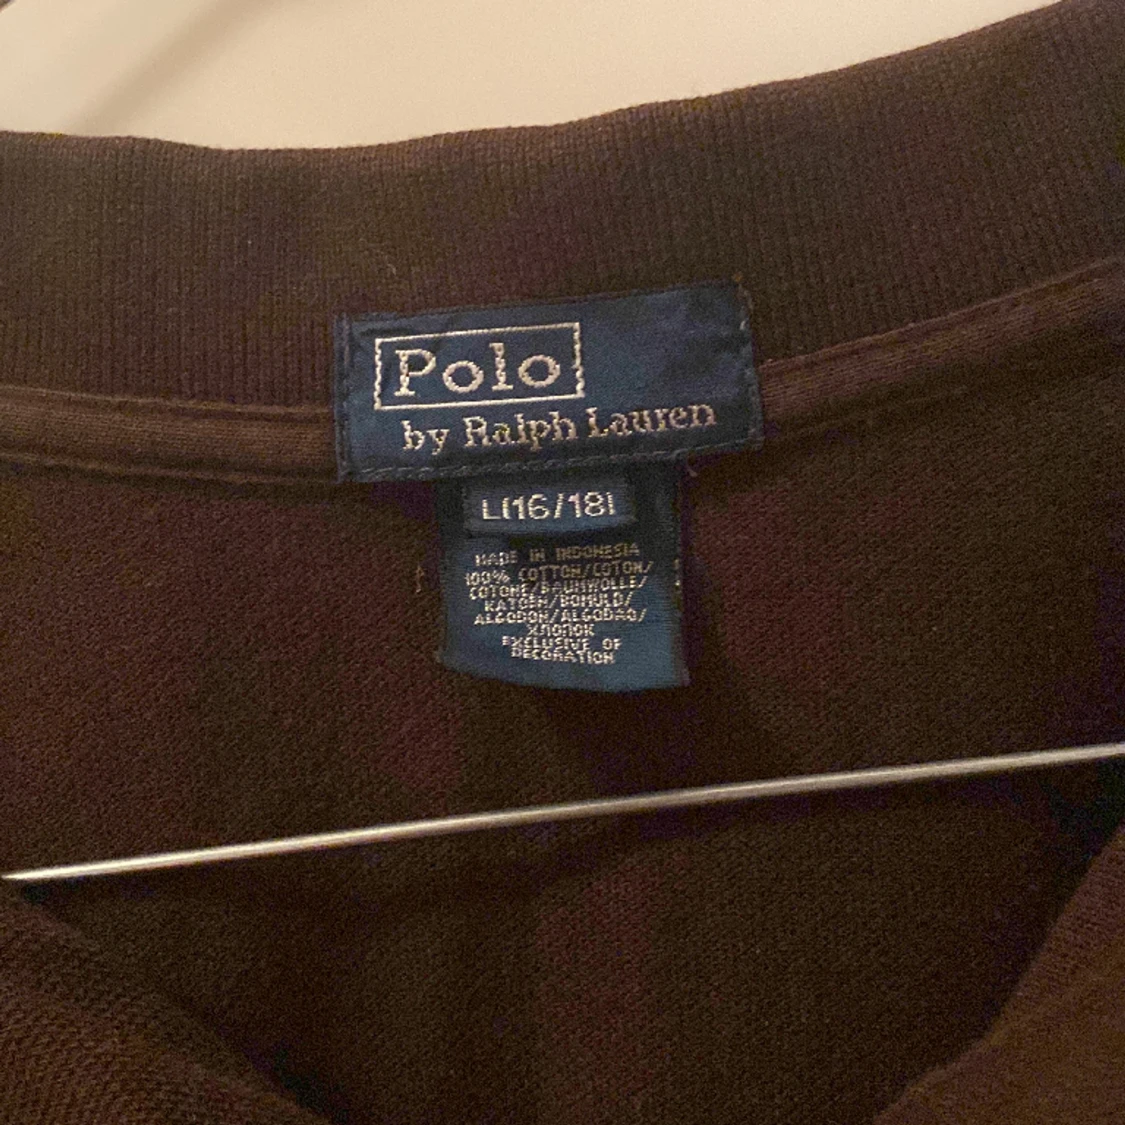 Polo
by Ralph Lauren
L(16/18)
MADE IN INDONESIA
100% COTTON/COTON/
COTONE/BAUMWOLLE/
KATOEN/BOMULD/
ALGODON/ALGODAO/
ХЛОПОК
EXCLUSIVE OF
DECORATION